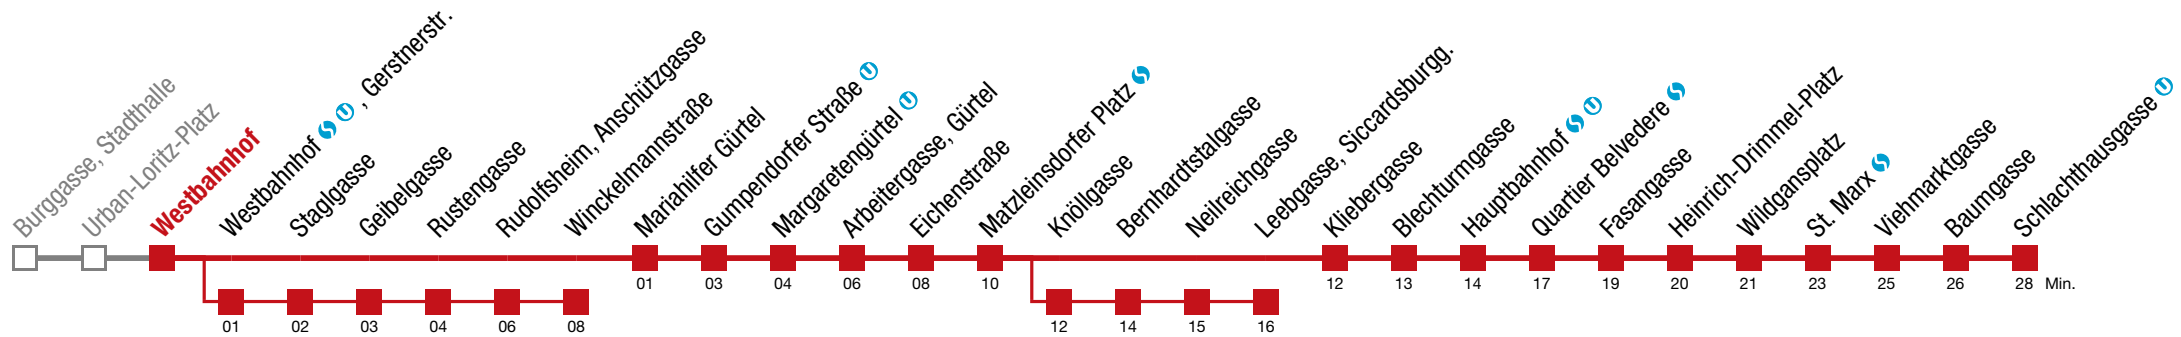 Burggasse, Stadthalle
Urban-Loritz-Platz
Westbahnhof
Westbahnhof S U , Gerstnerstr.
Staglgasse
Geibelgasse
Rustengasse
Rudolfsheim, Anschützgasse
Winckelmannstraße
Mariahilfer Gürtel
Gumpendorfer Straße U
Margaretengürtel U
Arbeitergasse, Gürtel
Eichenstraße
Matzleinsdorfer Platz S
Knöllgasse
Bernhardtstalgasse
Neilreichgasse
Leebgasse, Siccardsburgg.
Kliebergasse
Blechturmgasse
Hauptbahnhof S U
Quartier Belvedere S
Fasangasse
Heinrich-Drimmel-Platz
Wildgansplatz
St. Marx S
Viehmarktgasse
Baumgasse
Schlachthausgasse U
01 03 04 06 08 10 12 13 14 17 19 20 21 23 25 26 28 Min.
01 02 03 04 06 08 12 14 15 16